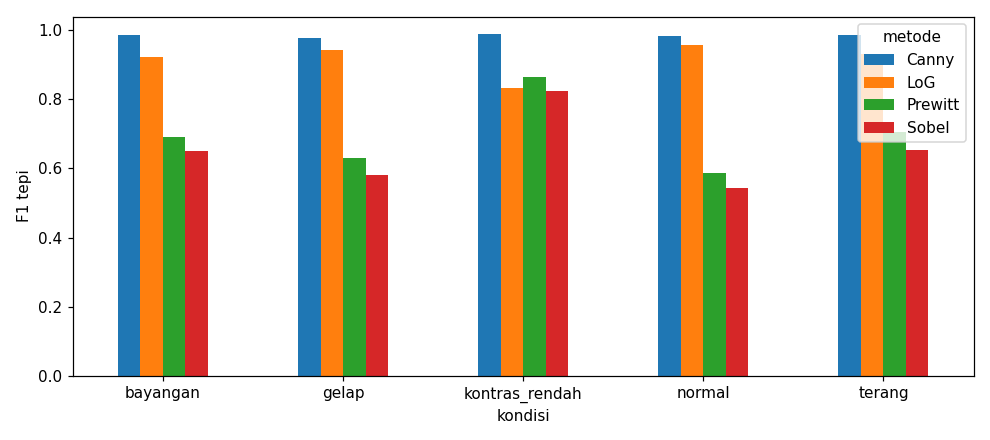 F1 tepi
1.0
0.8
0.6
0.4
0.2
0.0
metode
Canny
LoG
Prewitt
Sobel
bayangan
gelap
kontras_rendah
normal
terang
kondisi